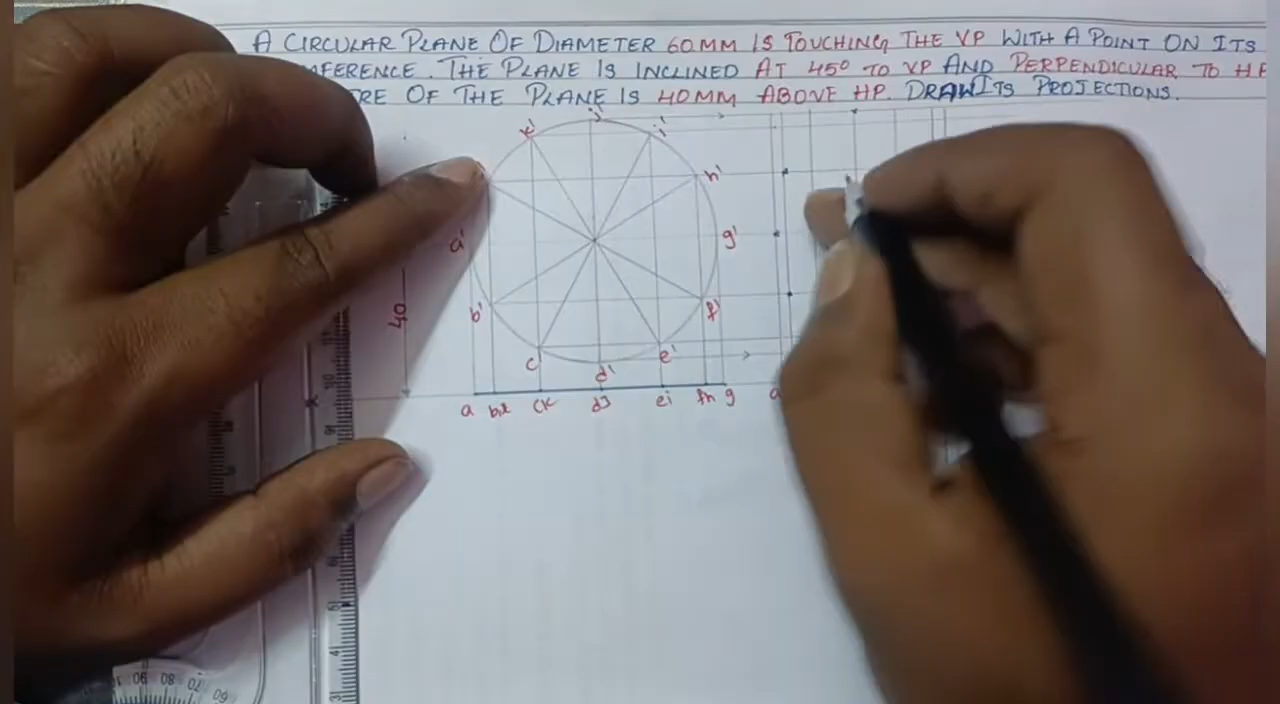 A CIRCULAR PLANE OF DIAMETER 60MM IS TOUCHING THE VP WITH A POINT ON ITS
THE PLANE IS INCLINED AT 45° TO VP AND PERPENDICULAR TO HP
OF THE PLANE IS 40MM ABOVE HP. DRAW ITS PROJECTIONS.
k' j' i'
h'
a' g'
40 b' f'
c d' e'
a b,l ck dj ei fh g a